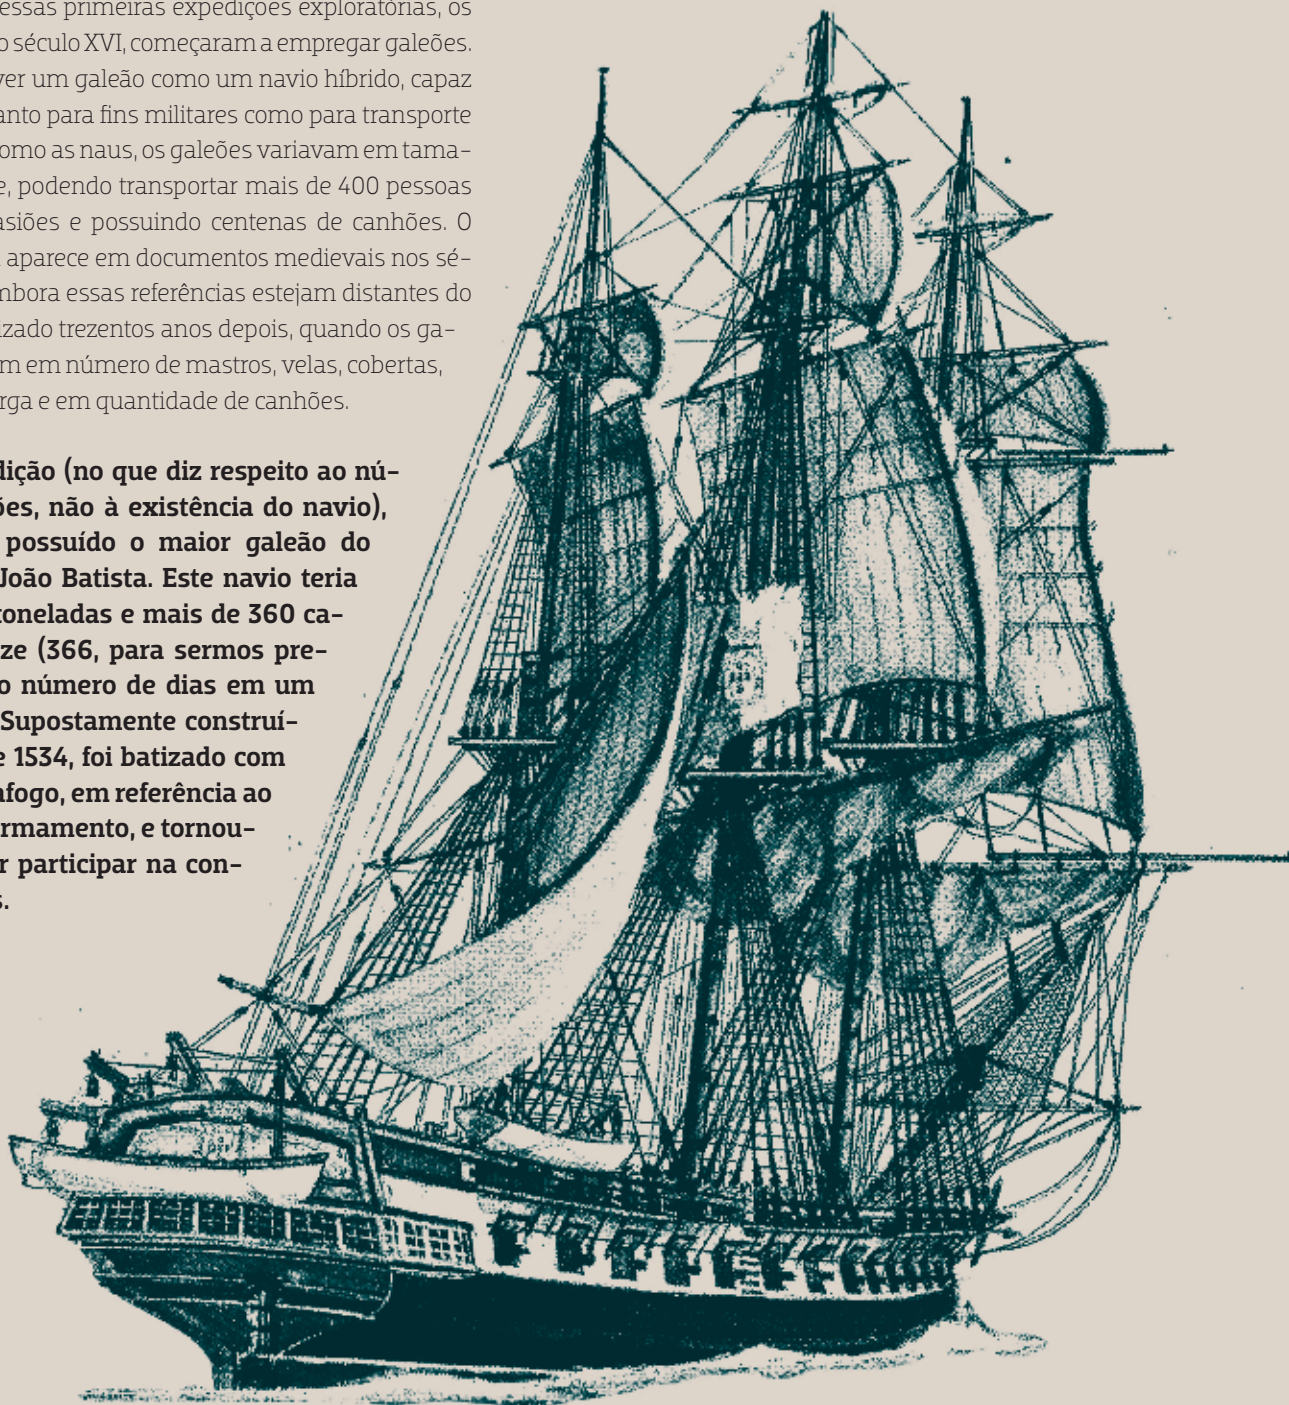 essas primeiras expedições exploratórias, os
o século XVI, começaram a empregar galeões.
ver um galeão como um navio híbrido, capaz
anto para fins militares como para transporte
omo as naus, os galeões variavam em tama-
e, podendo transportar mais de 400 pessoas
asiões e possuindo centenas de canhões. O
aparece em documentos medievais nos sé-
mbora essas referências estejam distantes do
izado trezentos anos depois, quando os ga-
m em número de mastros, velas, cobertas,
rga e em quantidade de canhões.
dição (no que diz respeito ao nú-
ões, não à existência do navio),
possuído o maior galeão do
João Batista. Este navio teria
toneladas e mais de 360 ca-
ze (366, para sermos pre-
o número de dias em um
Supostamente construí-
e 1534, foi batizado com
nfogo, em referência ao
rmamento, e tornou-
r participar na con-
s.